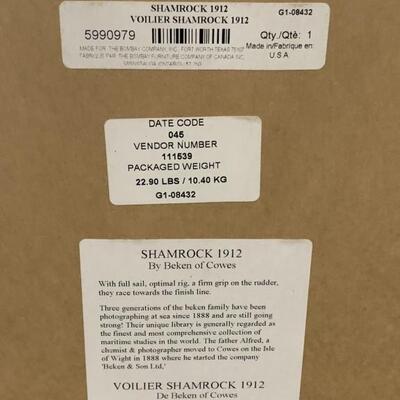 SHAMROCK 1912
G1-08432
VOILIER SHAMROCK 1912
5990979
Qty./Qtè: 1
Made in/Fabrique en:
U.S.A.
MADE FOR: THE BOMBAY COMPANY, INC., FORT WORTH TEXAS 76107
FABRIQUE PAR: THE BOMBAY FURNITURE COMPANY OF CANADA INC.
DATE CODE
045
VENDOR NUMBER
111539
PACKAGED WEIGHT
22.90 LBS / 10.40 KG
G1-08432
SHAMROCK 1912
By Beken of Cowes
With full sail, optimal rig, a firm grip on the rudder,
they race towards the finish line.
Three generations of the beken family have been
photographing at sea since 1888 and are still going
strong! Their unique library is generally regarded as the
finest and most comprehensive collection of
maritime studies in the world. The father Alfred, a
chumist & photographer moved to Cowes on the Isle
of Wight in 1888 where he started the company
'Beken & Son Ltd,'
VOILIER SHAMROCK 1912
De Beken of Cowes